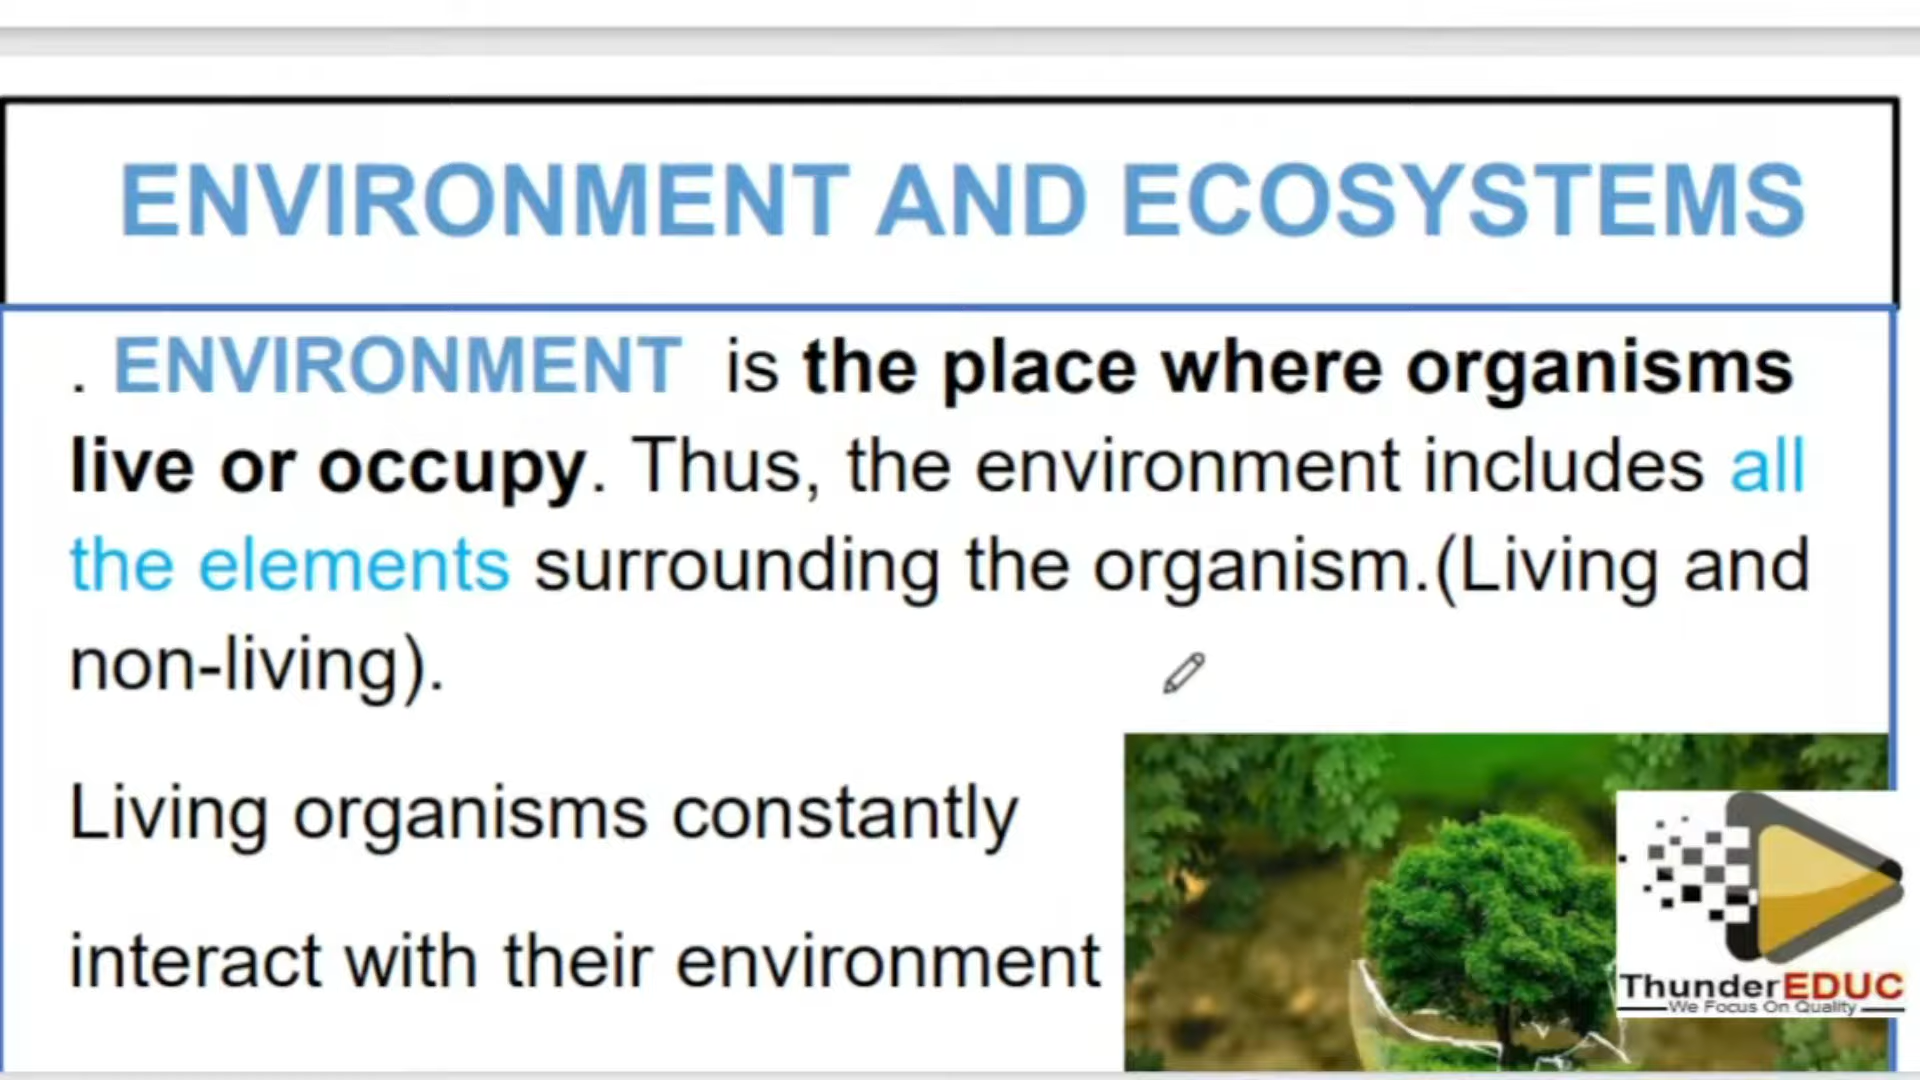 ENVIRONMENT AND ECOSYSTEMS
. ENVIRONMENT is the place where organisms
live or occupy. Thus, the environment includes all
the elements surrounding the organism.(Living and
non-living).
Living organisms constantly
interact with their environment
ThunderEDUC
We Focus On Quality